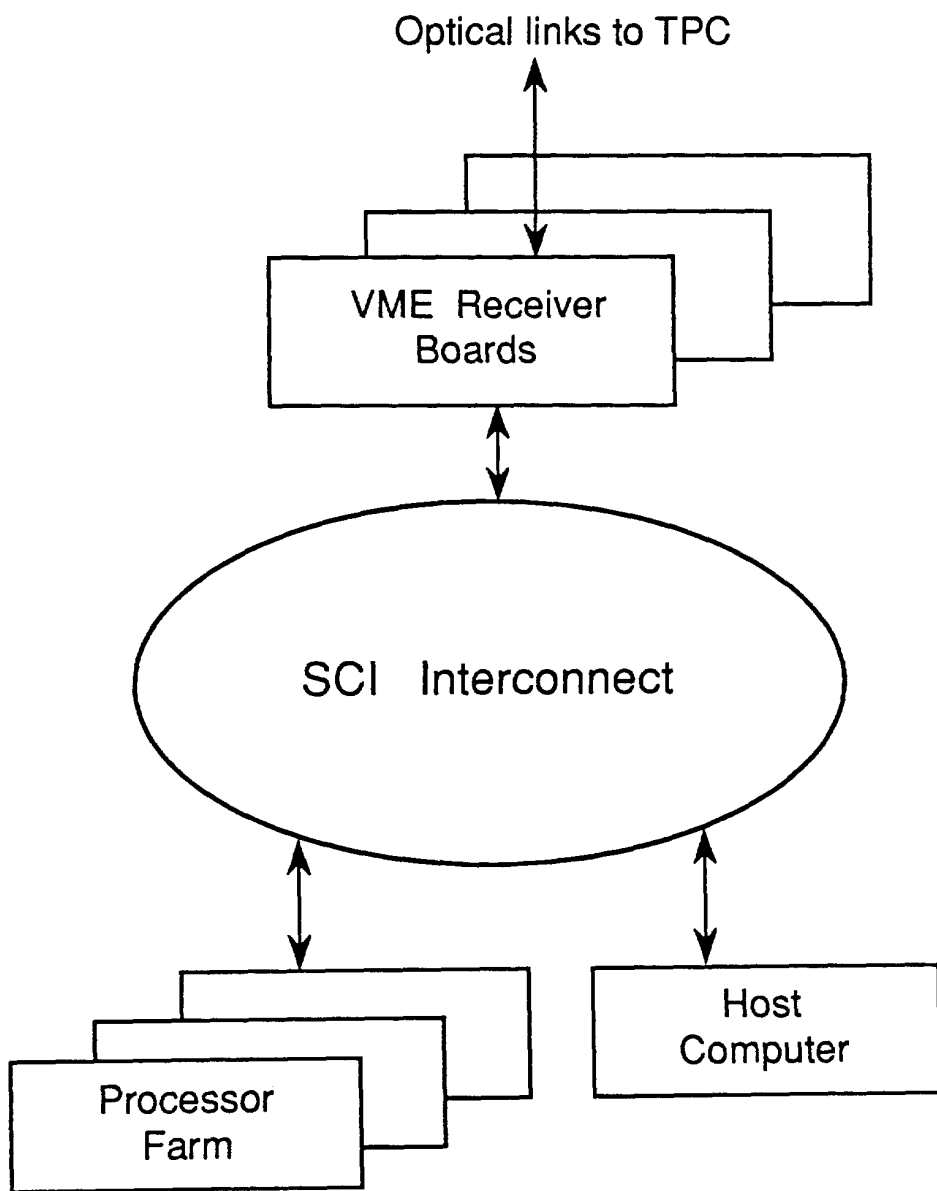 Optical links to TPC
VME Receiver
Boards
SCI Interconnect
Host
Computer
Processor
Farm